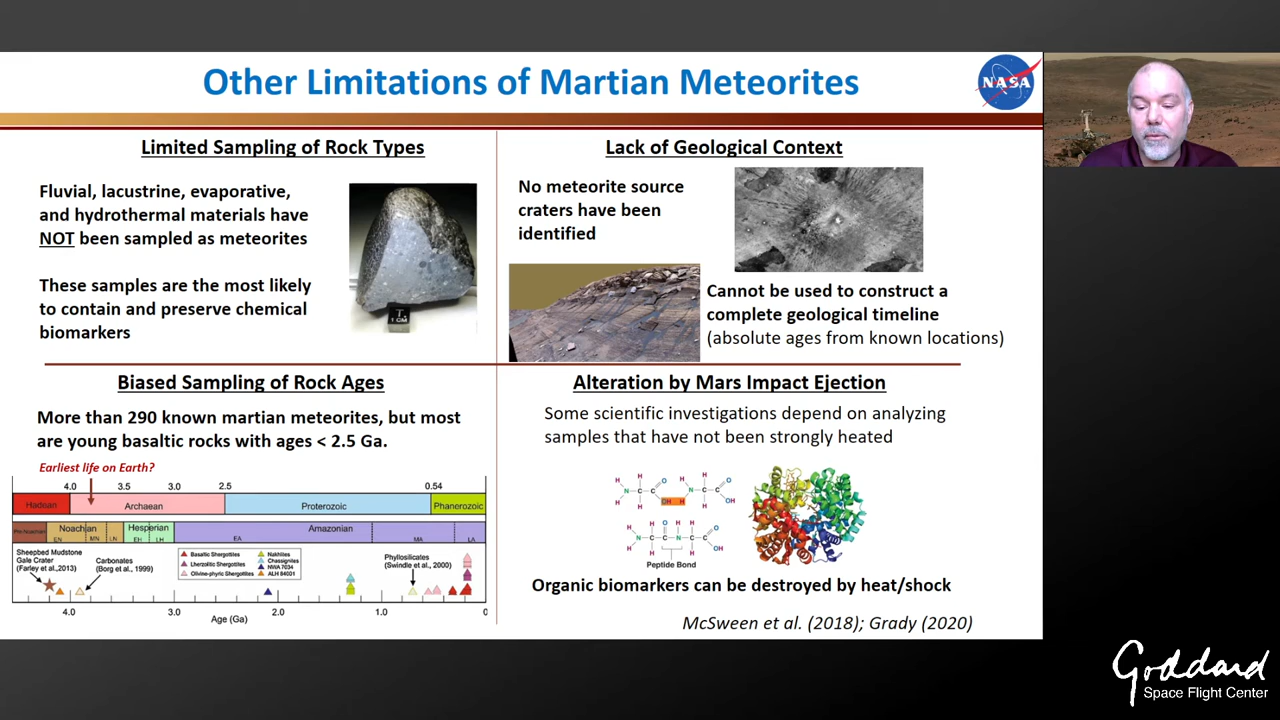 Other Limitations of Martian Meteorites
NASA
Limited Sampling of Rock Types
Fluvial, lacustrine, evaporative,
and hydrothermal materials have
NOT been sampled as meteorites
These samples are the most likely
to contain and preserve chemical
biomarkers
T
1 CM
Lack of Geological Context
No meteorite source
craters have been
identified
Cannot be used to construct a
complete geological timeline
(absolute ages from known locations)
Biased Sampling of Rock Ages
More than 290 known martian meteorites, but most
are young basaltic rocks with ages < 2.5 Ga.
Earliest life on Earth?
4.0 3.5 3.0 2.5 0.54
Hadean Archaean Proterozoic Phanerozoic
Pre-Noachian Noachian Hesperian Amazonian
EN MN LN EH LH EA MA LA
Sheepbed Mudstone
Gale Crater
(Farley et al.,2013)
Carbonates
(Borg et al., 1999)
Basaltic Shergottites
Lherzolitic Shergottites
Olivine-phyric Shergottites
Nakhlites
Chassignites
NWA 7034
ALH 84001
Phyllosilicates
(Swindle et al., 2000)
4.0 3.0 2.0 1.0 0
Age (Ga)
Alteration by Mars Impact Ejection
Some scientific investigations depend on analyzing
samples that have not been strongly heated
Peptide Bond
Organic biomarkers can be destroyed by heat/shock
McSween et al. (2018); Grady (2020)
Goddard
Space Flight Center